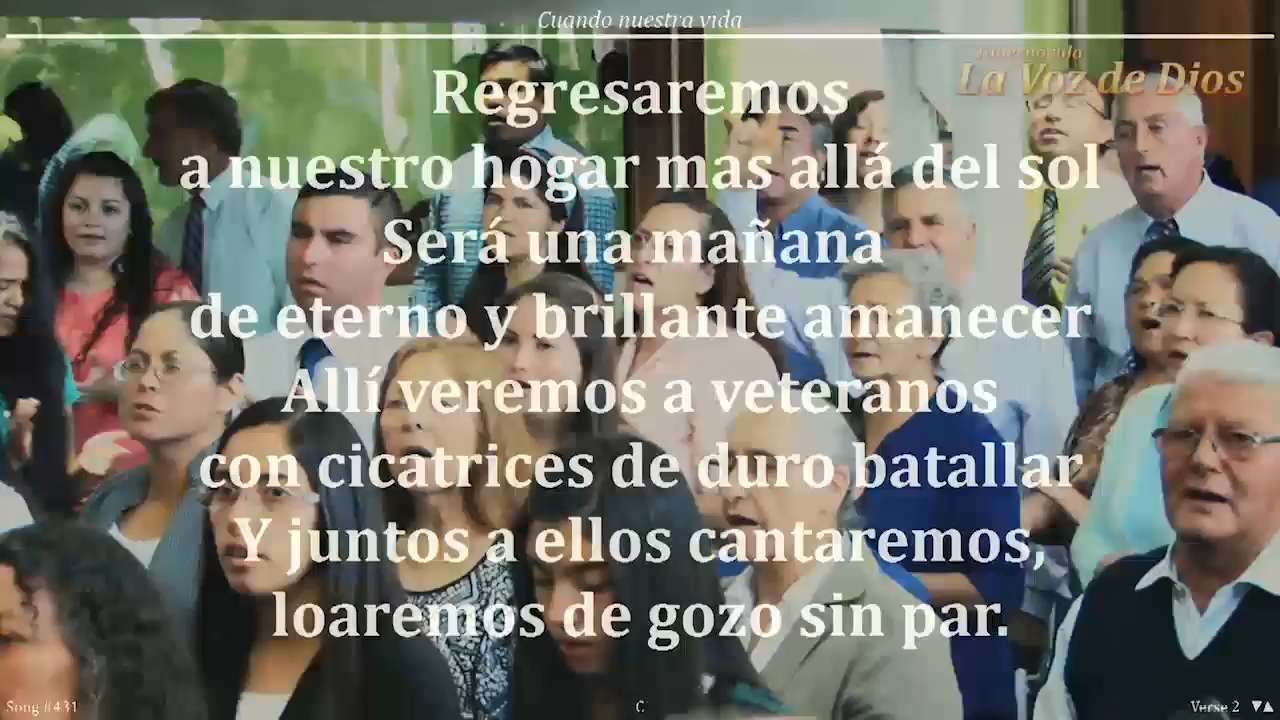 Cuando nuestra vida
Tabernáculo
La Voz de Dios
Regresaremos
a nuestro hogar mas allá del sol
Será una mañana
de eterno y brillante amanecer
Allí veremos a veteranos
con cicatrices de duro batallar
Y juntos a ellos cantaremos,
loaremos de gozo sin par.
Song #431
C
Verse 2 ▼▲